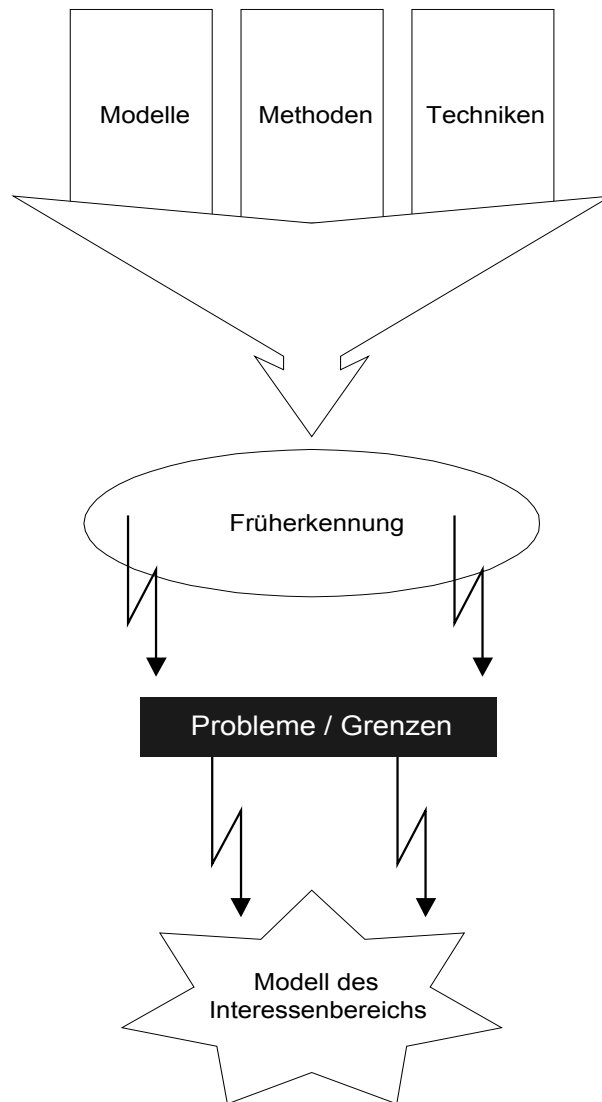 Modelle Methoden Techniken
Früherkennung
Probleme / Grenzen
Modell des
Interessenbereichs